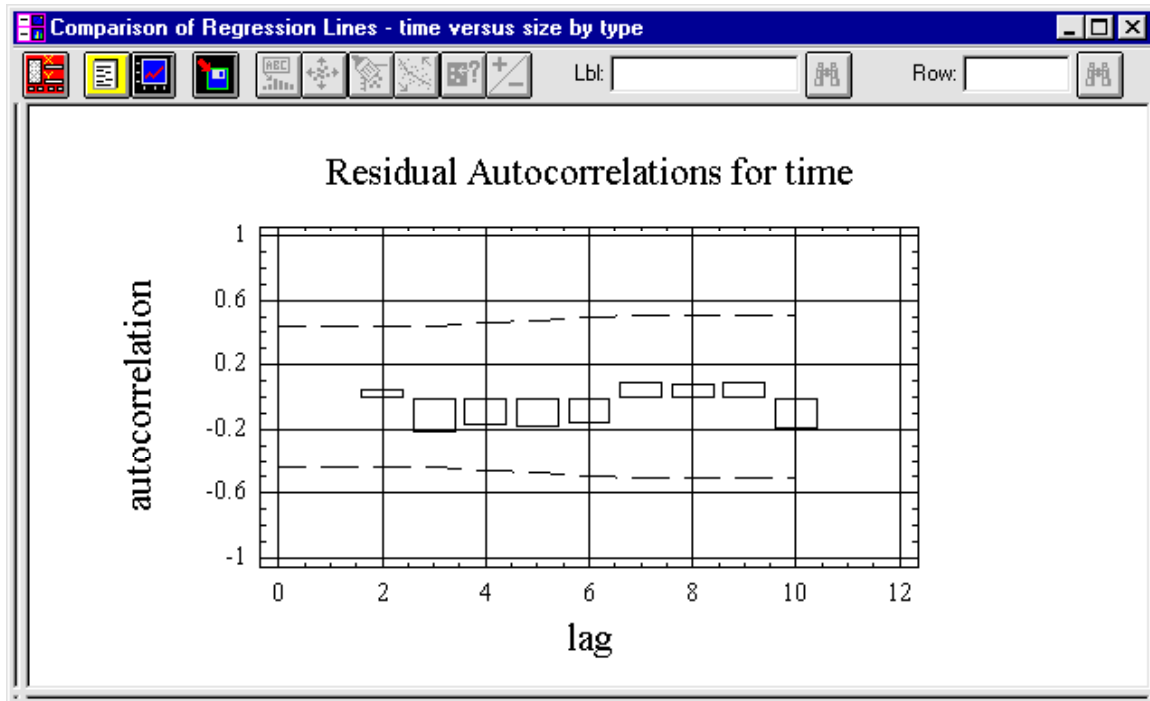 Comparison of Regression Lines - time versus size by type
ABC
Lbl:
Row:
Residual Autocorrelations for time
1
0.6
0.2
-0.2
-0.6
-1
autocorrelation
0 2 4 6 8 10 12
lag